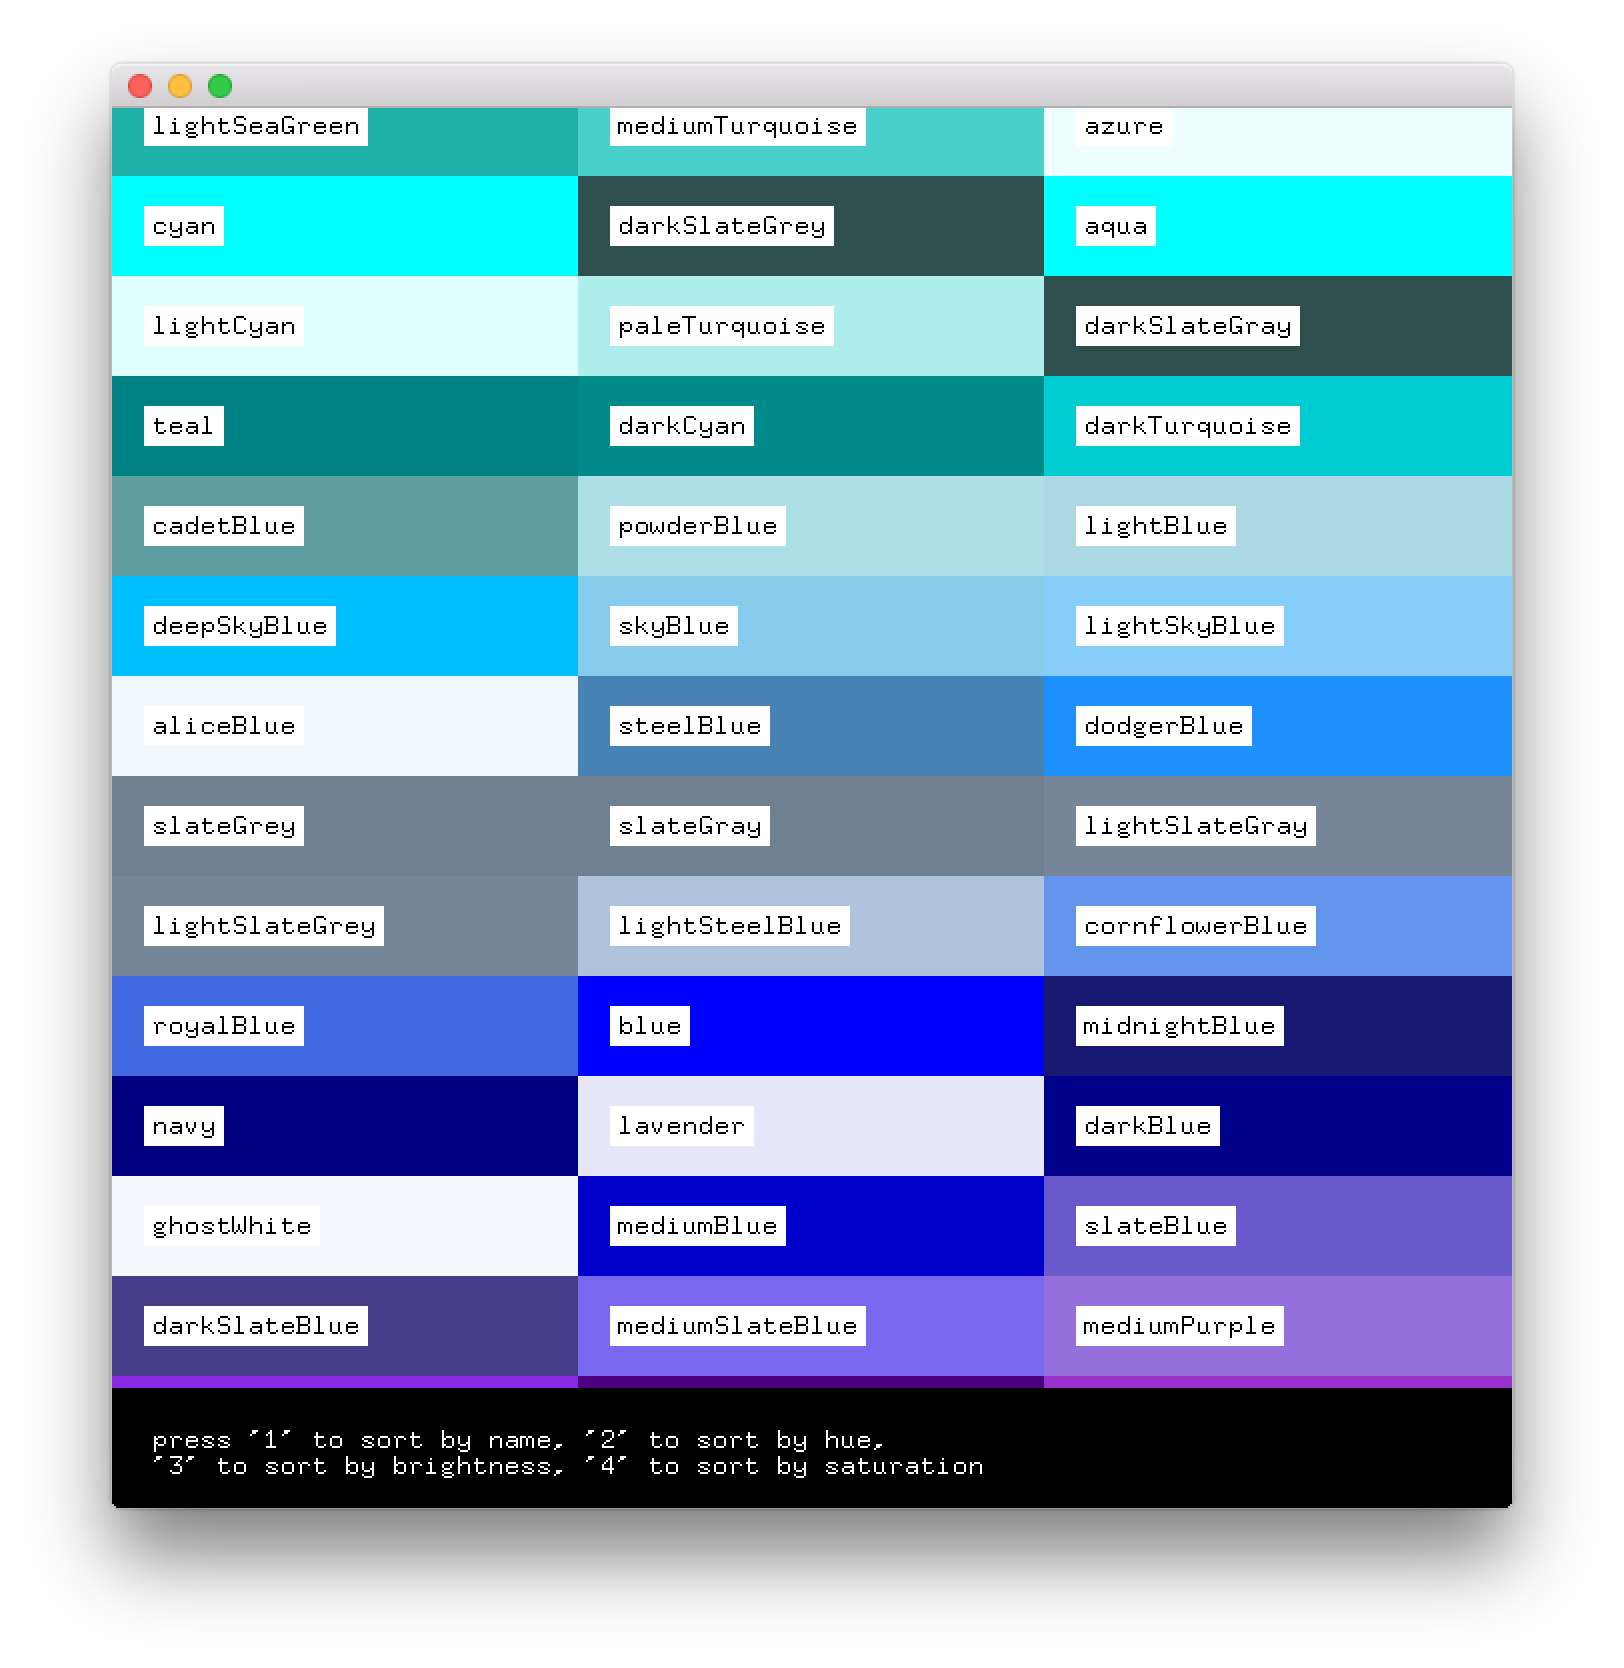 lightSeaGreen mediumTurquoise azure
cyan darkSlateGrey aqua
lightCyan paleTurquoise darkSlateGray
teal darkCyan darkTurquoise
cadetBlue powderBlue lightBlue
deepSkyBlue skyBlue lightSkyBlue
aliceBlue steelBlue dodgerBlue
slateGrey slateGray lightSlateGray
lightSlateGrey lightSteelBlue cornflowerBlue
royalBlue blue midnightBlue
navy lavender darkBlue
ghostWhite mediumBlue slateBlue
darkSlateBlue mediumSlateBlue mediumPurple
press '1' to sort by name, '2' to sort by hue,
'3' to sort by brightness, '4' to sort by saturation